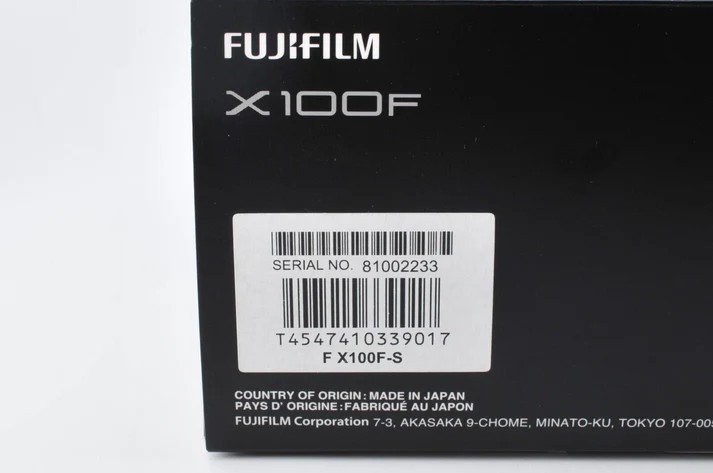 FUJIFILM
X100F
SERIAL NO. 81002233
T4547410339017
F X100F-S
COUNTRY OF ORIGIN : MADE IN JAPAN
PAYS D' ORIGINE : FABRIQUÉ AU JAPON
FUJIFILM Corporation 7-3, AKASAKA 9-CHOME, MINATO-KU, TOKYO